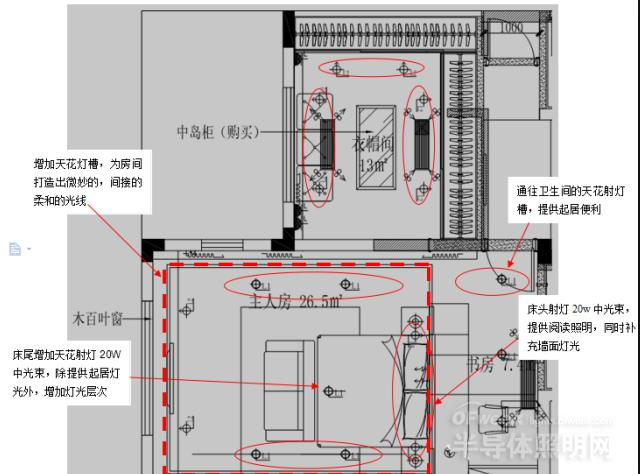 1000
中岛柜（购买）
衣帽间
13㎡
增加天花灯槽，为房间
打造出微妙的，间接的
柔和的光线
通往卫生间的天花射灯
槽，提供起居便利
主人房 26.5㎡
木百叶窗
床头射灯 20w 中光束，
提供阅读照明，同时补
充墙面灯光
床尾增加天花射灯 20W
中光束，除提供起居灯
光外，增加灯光层次
书房 7.4㎡
半导体照明网